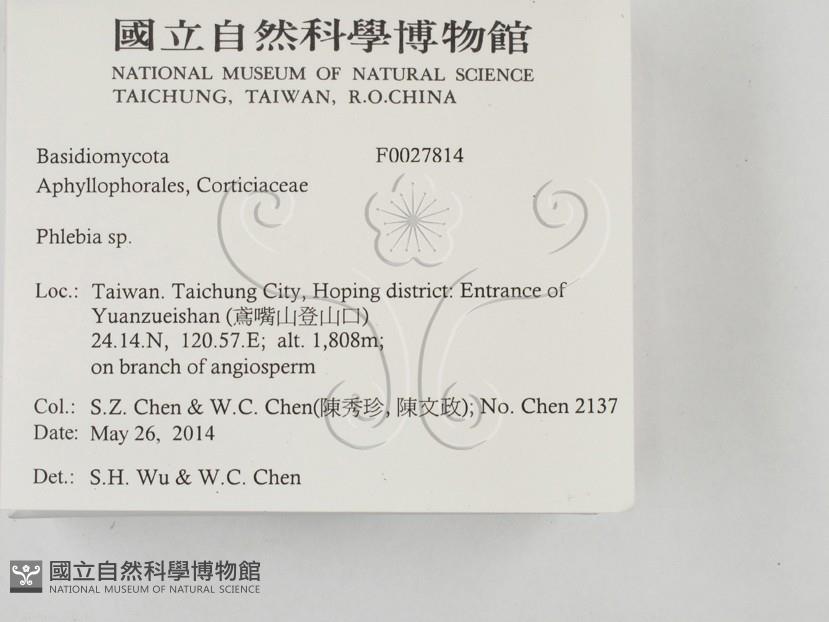 國立自然科學博物館
NATIONAL MUSEUM OF NATURAL SCIENCE
TAICHUNG, TAIWAN, R.O.CHINA
Basidiomycota F0027814
Aphyllophorales, Corticiaceae
Phlebia sp.
Loc.: Taiwan. Taichung City, Hoping district: Entrance of
Yuanzueishan (鳶嘴山登山口)
24.14.N, 120.57.E; alt. 1,808m;
on branch of angiosperm
Col.: S.Z. Chen & W.C. Chen(陳秀珍, 陳文政); No. Chen 2137
Date: May 26, 2014
Det.: S.H. Wu & W.C. Chen
國立自然科學博物館
NATIONAL MUSEUM OF NATURAL SCIENCE